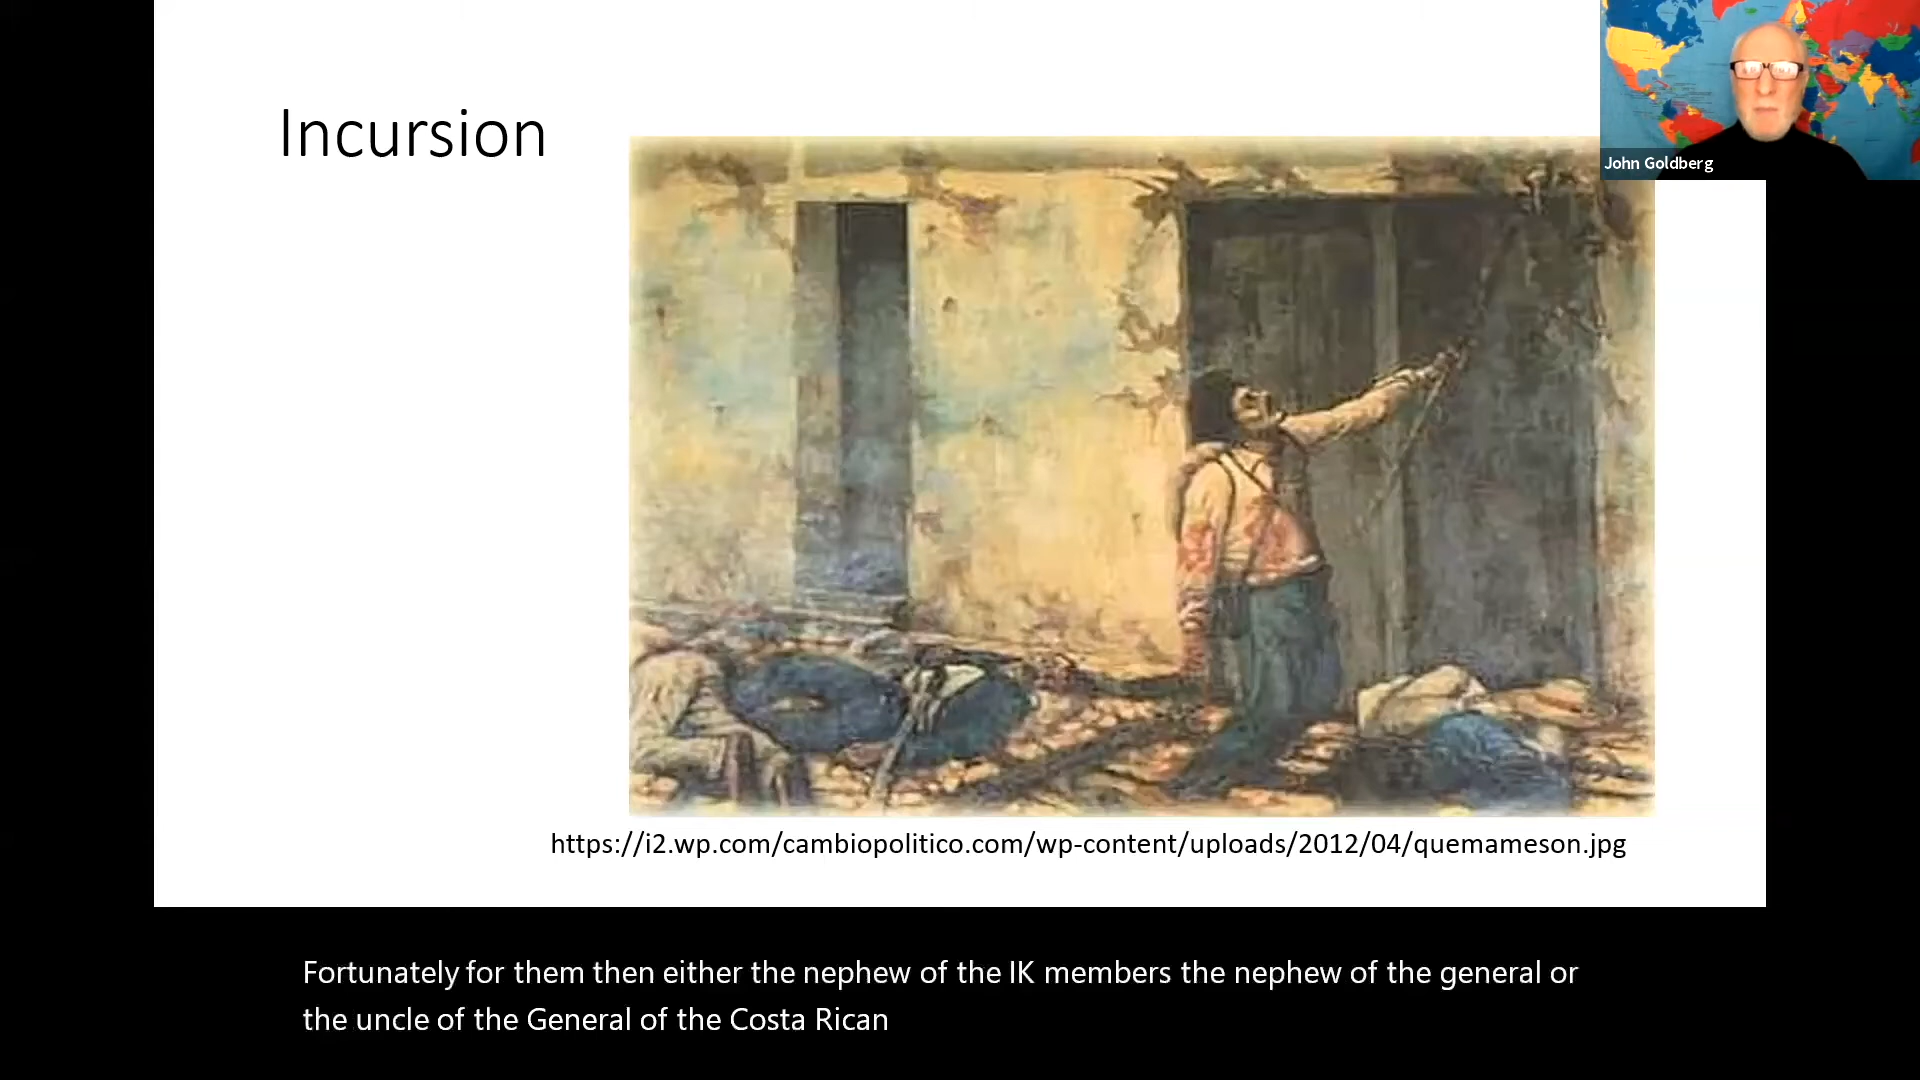 Incursion
John Goldberg
https://i2.wp.com/cambiopolitico.com/wp-content/uploads/2012/04/quemameson.jpg
Fortunately for them then either the nephew of the IK members the nephew of the general or
the uncle of the General of the Costa Rican